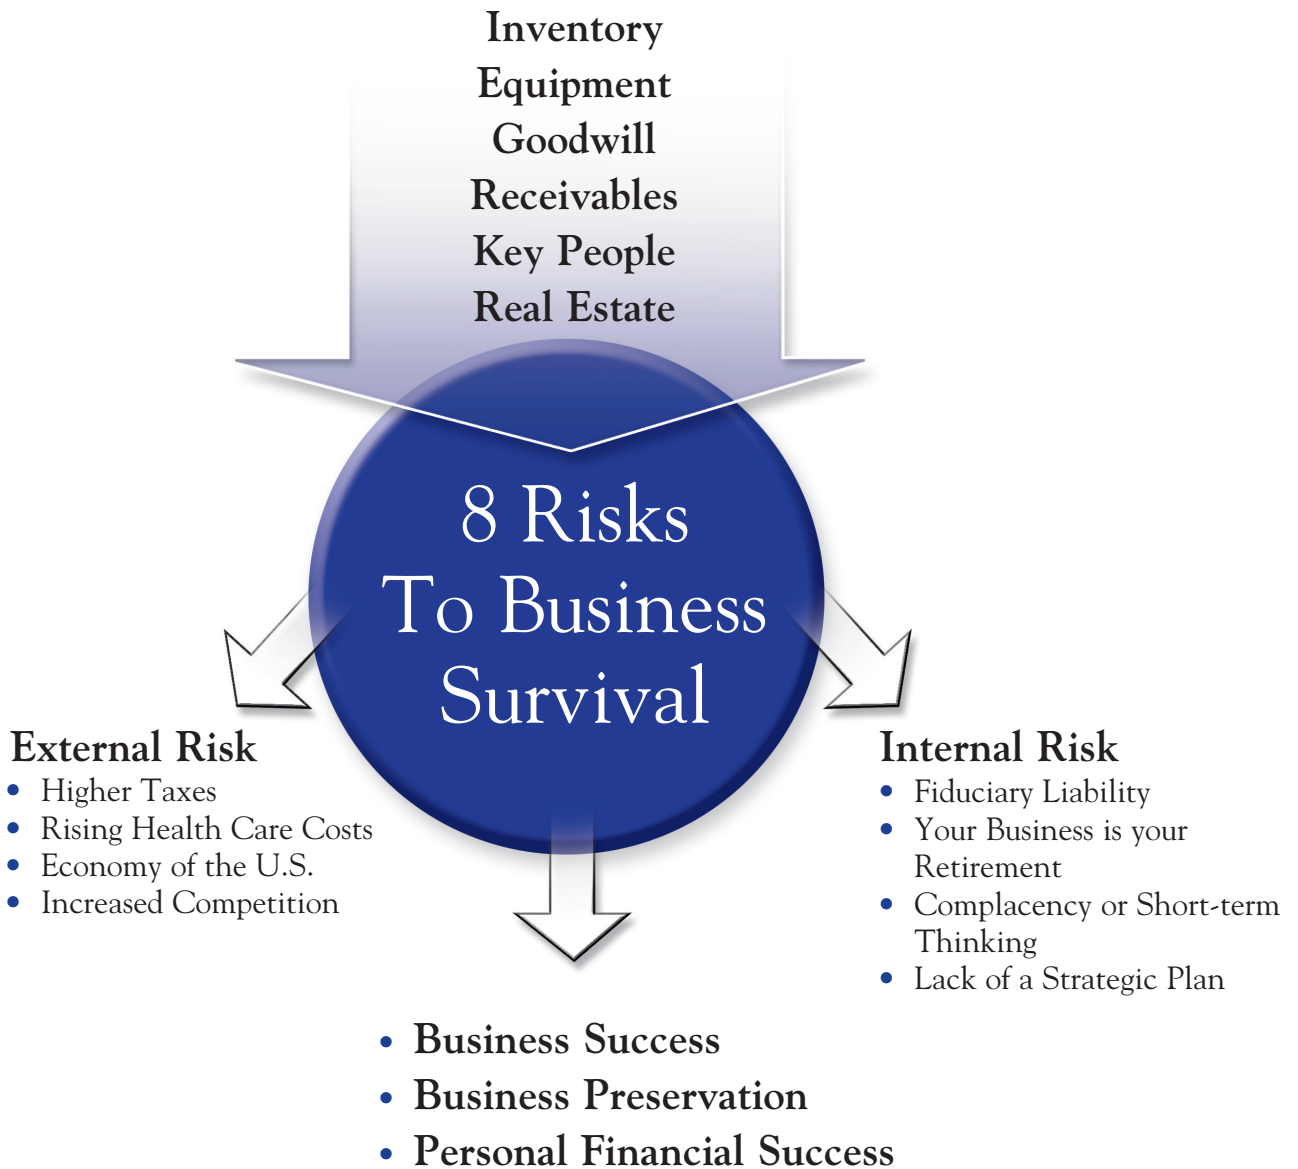 Inventory
Equipment
Goodwill
Receivables
Key People
Real Estate
8 Risks
To Business
Survival
External Risk
• Higher Taxes
• Rising Health Care Costs
• Economy of the U.S.
• Increased Competition
Internal Risk
• Fiduciary Liability
• Your Business is your
Retirement
• Complacency or Short-term
Thinking
• Lack of a Strategic Plan
• Business Success
• Business Preservation
• Personal Financial Success